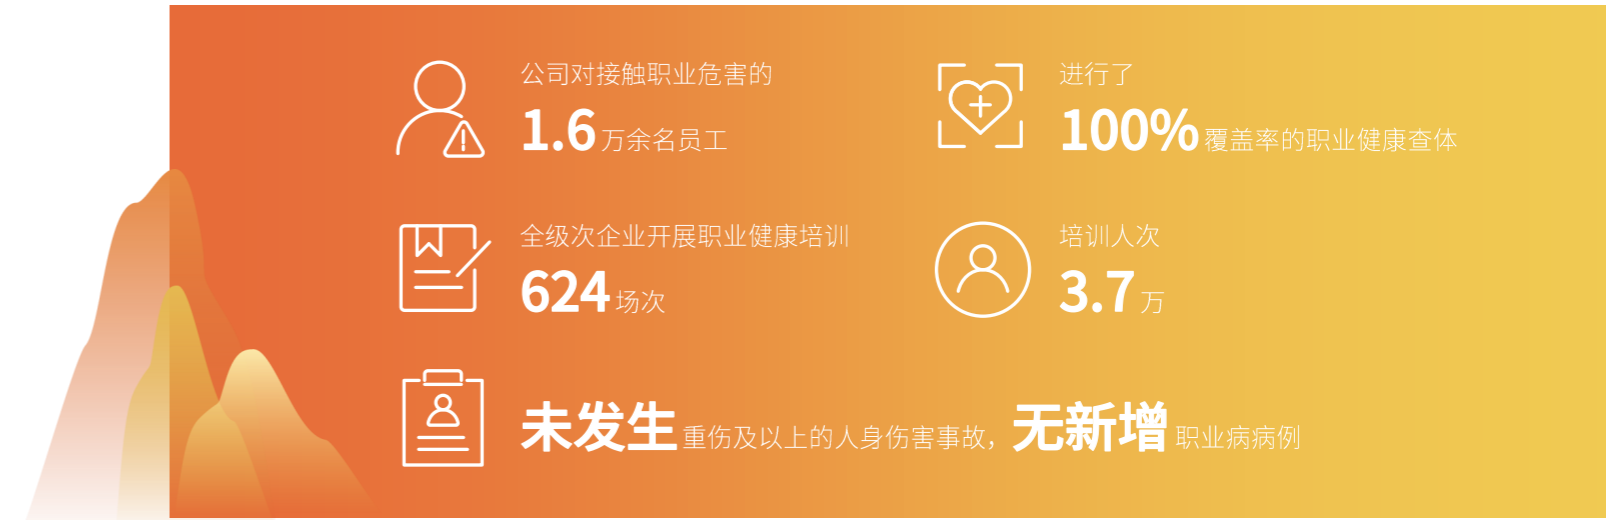 公司对接触职业危害的
1.6 万余名员工
进行了
100% 覆盖率的职业健康查体
全级次企业开展职业健康培训
624 场次
培训人次
3.7 万
未发生 重伤及以上的人身伤害事故，无新增 职业病病例